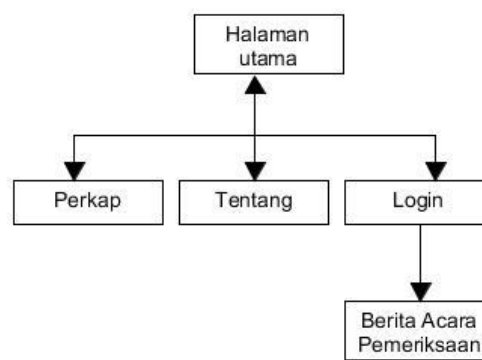 Halaman
utama
Perkap
Tentang
Login
Berita Acara
Pemeriksaan